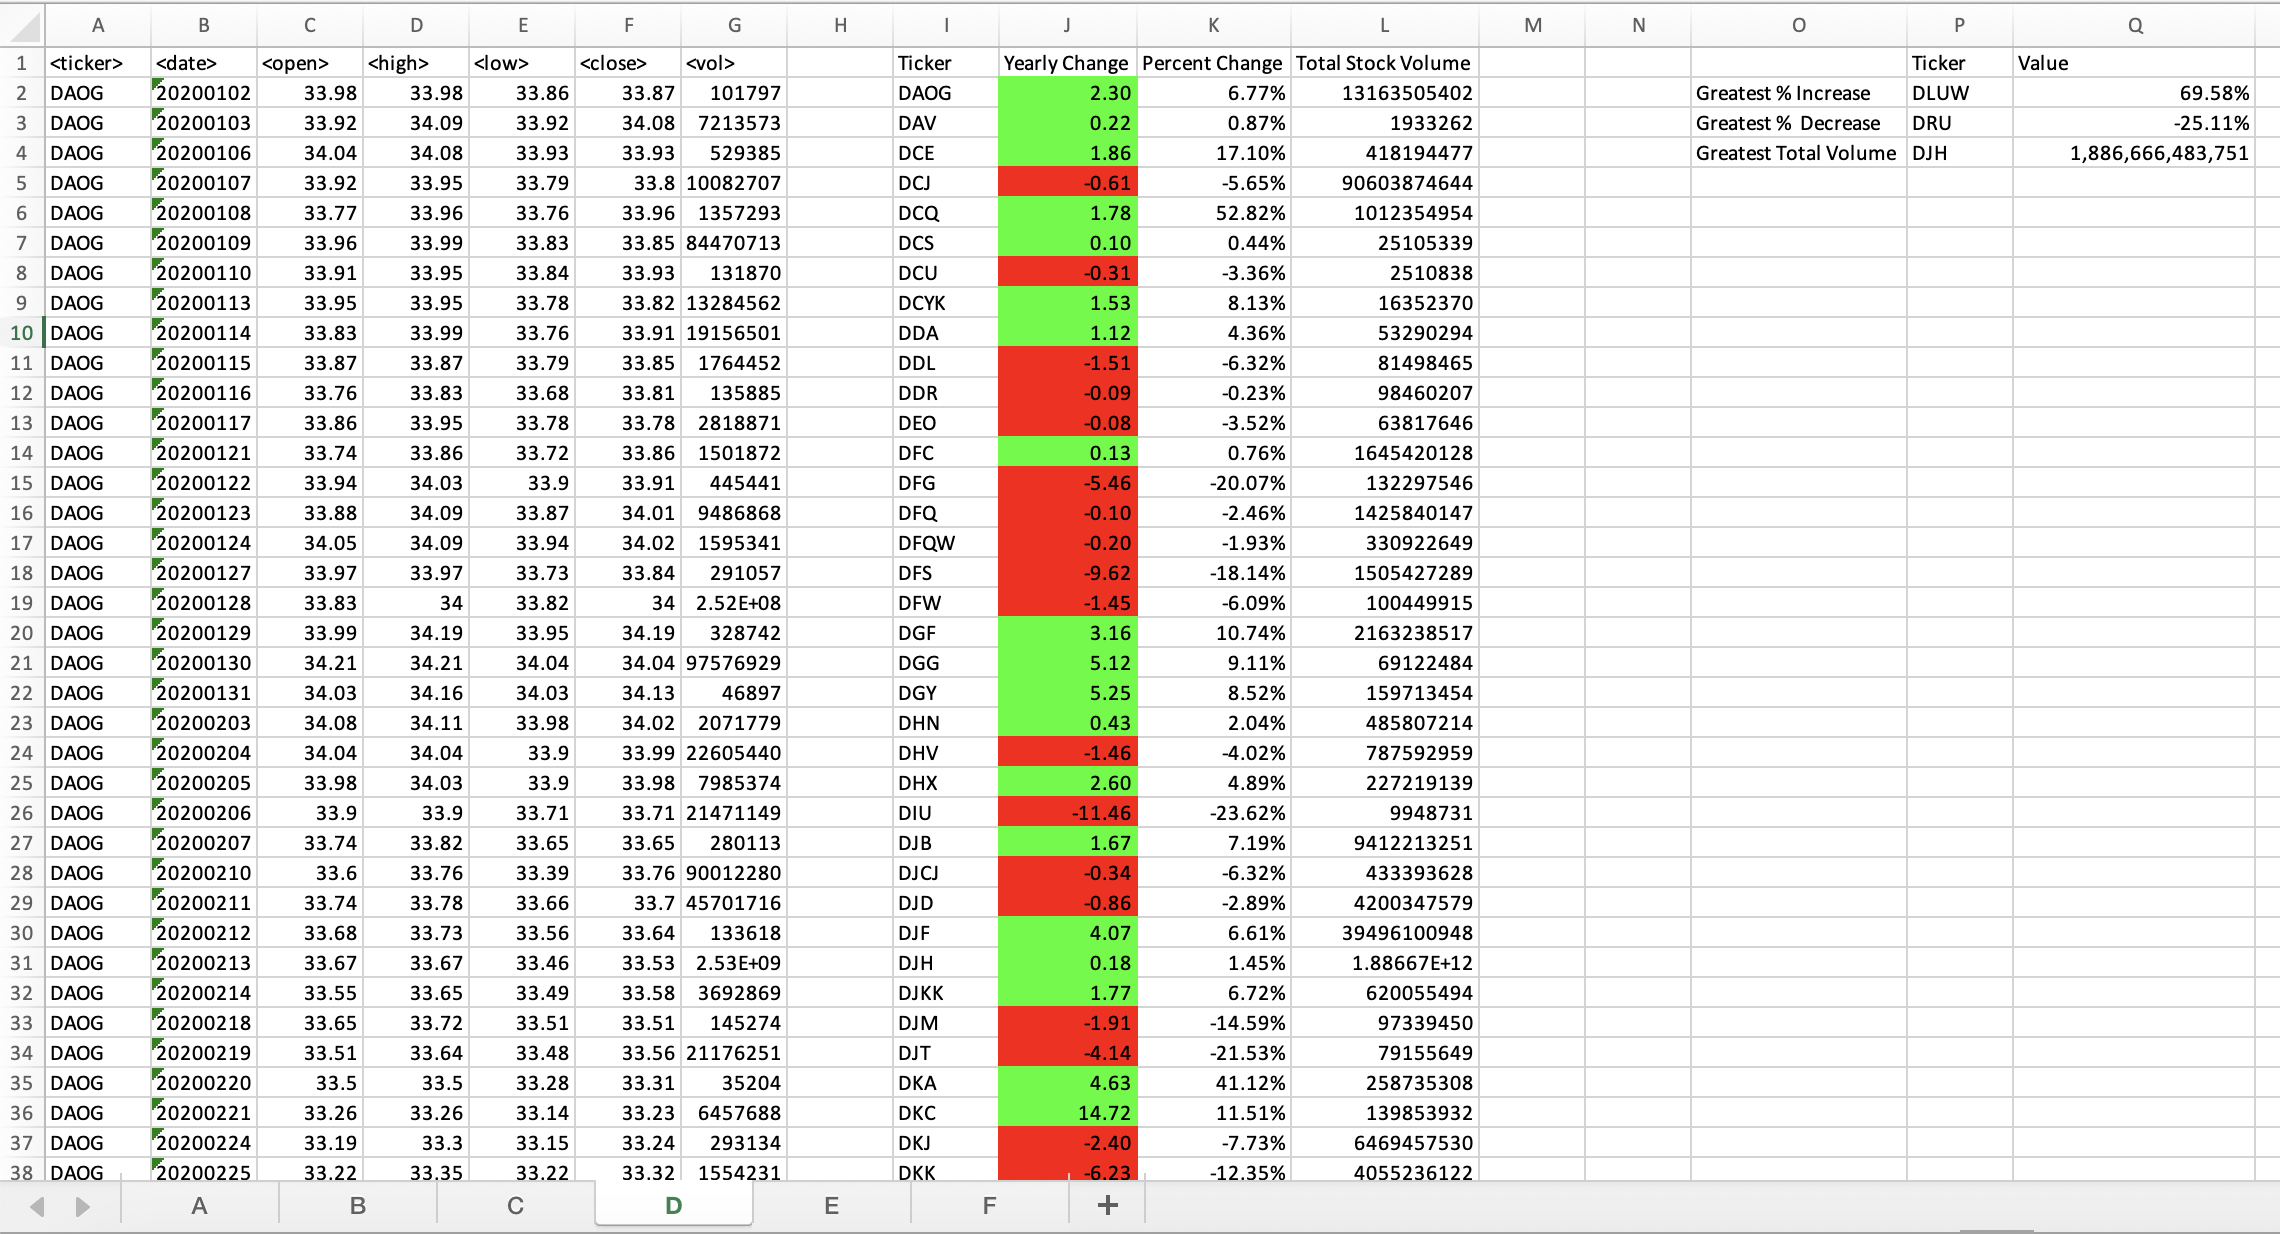 A B C D E F G H I J K L M N O P Q
1 <ticker> <date> <open> <high> <low> <close> <vol> Ticker Yearly Change Percent Change Total Stock Volume Ticker Value
2 DAOG 20200102 33.98 33.98 33.86 33.87 101797 DAOG 2.30 6.77% 13163505402 Greatest % Increase DLUW 69.58%
3 DAOG 20200103 33.92 34.09 33.92 34.08 7213573 DAV 0.22 0.87% 1933262 Greatest % Decrease DRU -25.11%
4 DAOG 20200106 34.04 34.08 33.93 33.93 529385 DCE 1.86 17.10% 418194477 Greatest Total Volume DJH 1,886,666,483,751
5 DAOG 20200107 33.92 33.95 33.79 33.8 10082707 DCJ -0.61 -5.65% 90603874644
6 DAOG 20200108 33.77 33.96 33.76 33.96 1357293 DCQ 1.78 52.82% 1012354954
7 DAOG 20200109 33.96 33.99 33.83 33.85 84470713 DCS 0.10 0.44% 25105339
8 DAOG 20200110 33.91 33.95 33.84 33.93 131870 DCU -0.31 -3.36% 2510838
9 DAOG 20200113 33.95 33.95 33.78 33.82 13284562 DCYK 1.53 8.13% 16352370
10 DAOG 20200114 33.83 33.99 33.76 33.91 19156501 DDA 1.12 4.36% 53290294
11 DAOG 20200115 33.87 33.87 33.79 33.85 1764452 DDL -1.51 -6.32% 81498465
12 DAOG 20200116 33.76 33.83 33.68 33.81 135885 DDR -0.09 -0.23% 98460207
13 DAOG 20200117 33.86 33.95 33.78 33.78 2818871 DEO -0.08 -3.52% 63817646
14 DAOG 20200121 33.74 33.86 33.72 33.86 1501872 DFC 0.13 0.76% 1645420128
15 DAOG 20200122 33.94 34.03 33.9 33.91 445441 DFG -5.46 -20.07% 132297546
16 DAOG 20200123 33.88 34.09 33.87 34.01 9486868 DFQ -0.10 -2.46% 1425840147
17 DAOG 20200124 34.05 34.09 33.94 34.02 1595341 DFQW -0.20 -1.93% 330922649
18 DAOG 20200127 33.97 33.97 33.73 33.84 291057 DFS -9.62 -18.14% 1505427289
19 DAOG 20200128 33.83 34 33.82 34 2.52E+08 DFW -1.45 -6.09% 100449915
20 DAOG 20200129 33.99 34.19 33.95 34.19 328742 DGF 3.16 10.74% 2163238517
21 DAOG 20200130 34.21 34.21 34.04 34.04 97576929 DGG 5.12 9.11% 69122484
22 DAOG 20200131 34.03 34.16 34.03 34.13 46897 DGY 5.25 8.52% 159713454
23 DAOG 20200203 34.08 34.11 33.98 34.02 2071779 DHN 0.43 2.04% 485807214
24 DAOG 20200204 34.04 34.04 33.9 33.99 22605440 DHV -1.46 -4.02% 787592959
25 DAOG 20200205 33.98 34.03 33.9 33.98 7985374 DHX 2.60 4.89% 227219139
26 DAOG 20200206 33.9 33.9 33.71 33.71 21471149 DIU -11.46 -23.62% 9948731
27 DAOG 20200207 33.74 33.82 33.65 33.65 280113 DJB 1.67 7.19% 9412213251
28 DAOG 20200210 33.6 33.76 33.39 33.76 90012280 DJCJ -0.34 -6.32% 433393628
29 DAOG 20200211 33.74 33.78 33.66 33.7 45701716 DJD -0.86 -2.89% 4200347579
30 DAOG 20200212 33.68 33.73 33.56 33.64 133618 DJF 4.07 6.61% 39496100948
31 DAOG 20200213 33.67 33.67 33.46 33.53 2.53E+09 DJH 0.18 1.45% 1.88667E+12
32 DAOG 20200214 33.55 33.65 33.49 33.58 3692869 DJKK 1.77 6.72% 620055494
33 DAOG 20200218 33.65 33.72 33.51 33.51 145274 DJM -1.91 -14.59% 97339450
34 DAOG 20200219 33.51 33.64 33.48 33.56 21176251 DJT -4.14 -21.53% 79155649
35 DAOG 20200220 33.5 33.5 33.28 33.31 35204 DKA 4.63 41.12% 258735308
36 DAOG 20200221 33.26 33.26 33.14 33.23 6457688 DKC 14.72 11.51% 139853932
37 DAOG 20200224 33.19 33.3 33.15 33.24 293134 DKJ -2.40 -7.73% 6469457530
38 DAOG 20200225 33.22 33.35 33.22 33.32 1554231 DKK -6.23 -12.35% 4055236122
A B C D E F +